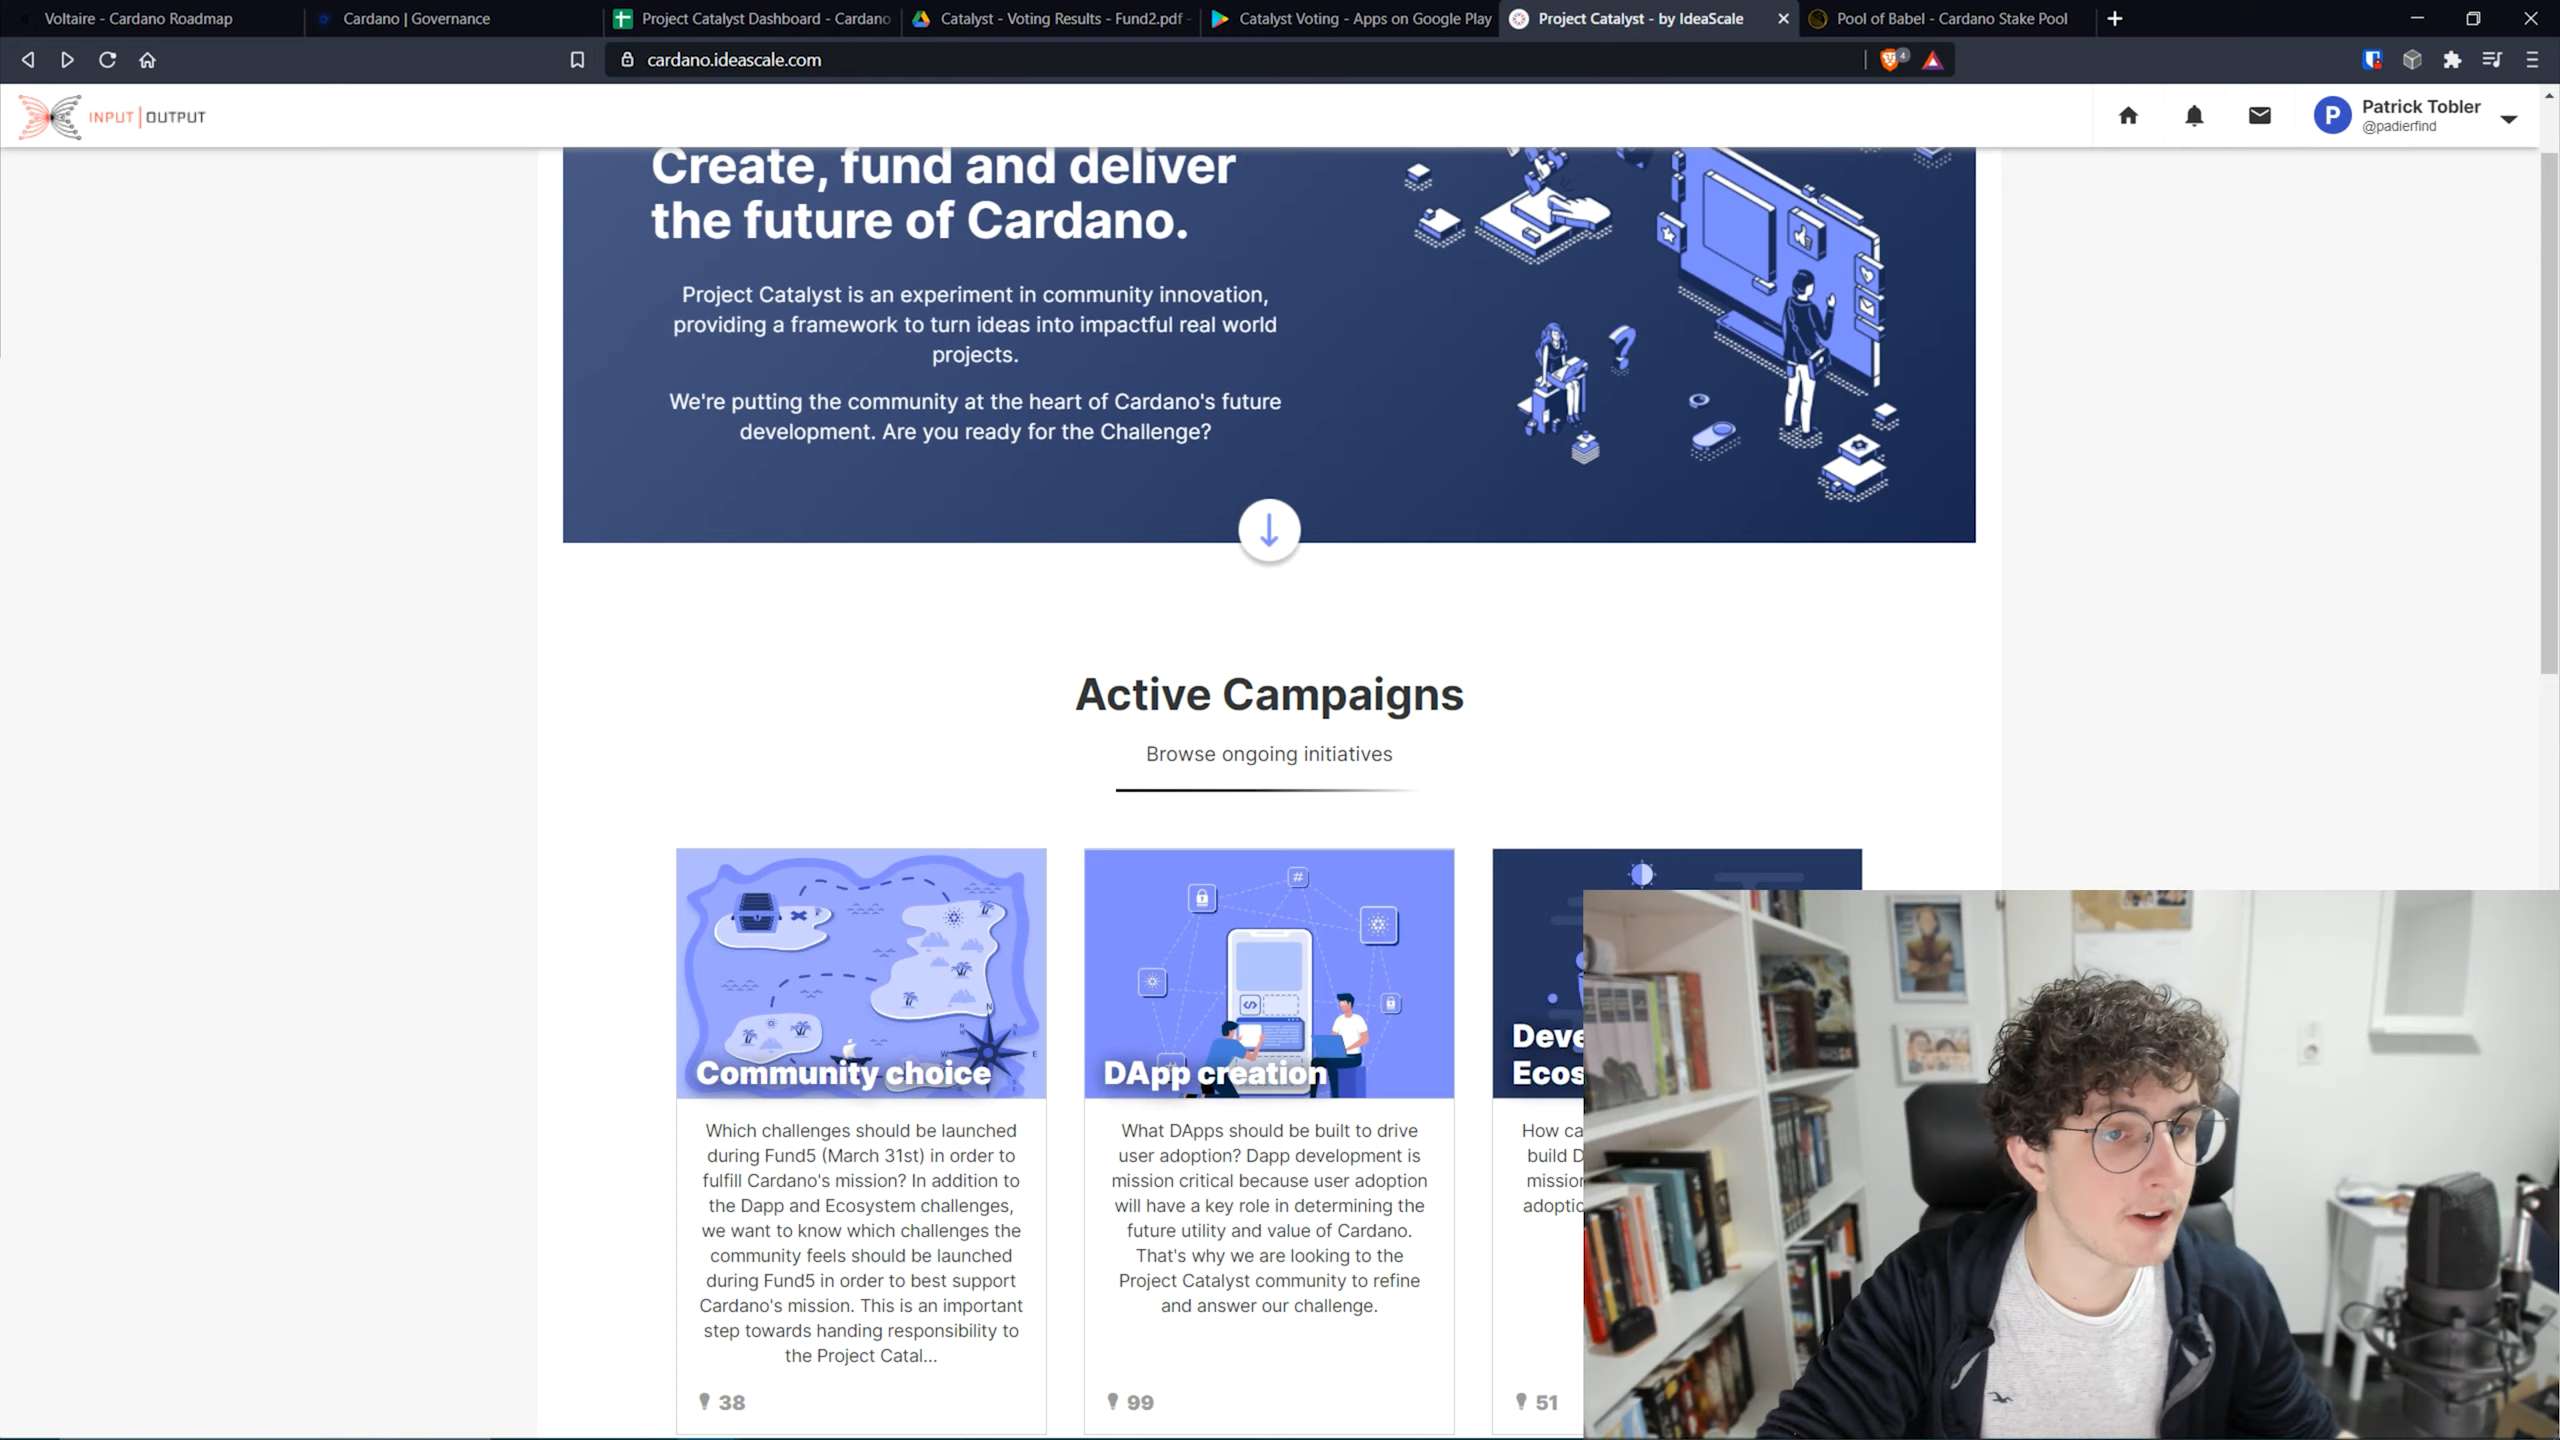 Voltaire - Cardano Roadmap
Cardano | Governance
Project Catalyst Dashboard - Cardano
Catalyst - Voting Results - Fund2.pdf -
Catalyst Voting - Apps on Google Play
Project Catalyst - by IdeaScale
Pool of Babel - Cardano Stake Pool
cardano.ideascale.com
4
INPUT | OUTPUT
P
Patrick Tobler
@padierfind
Create, fund and deliver
the future of Cardano.
Project Catalyst is an experiment in community innovation,
providing a framework to turn ideas into impactful real world
projects.
We're putting the community at the heart of Cardano's future
development. Are you ready for the Challenge?
Active Campaigns
Browse ongoing initiatives
Community choice
Which challenges should be launched
during Fund5 (March 31st) in order to
fulfill Cardano's mission? In addition to
the Dapp and Ecosystem challenges,
we want to know which challenges the
community feels should be launched
during Fund5 in order to best support
Cardano's mission. This is an important
step towards handing responsibility to
the Project Catal...
38
DApp creation
What DApps should be built to drive
user adoption? Dapp development is
mission critical because user adoption
will have a key role in determining the
future utility and value of Cardano.
That's why we are looking to the
Project Catalyst community to refine
and answer our challenge.
99
Deve
Ecos
How ca
build D
mission
adoptio
51